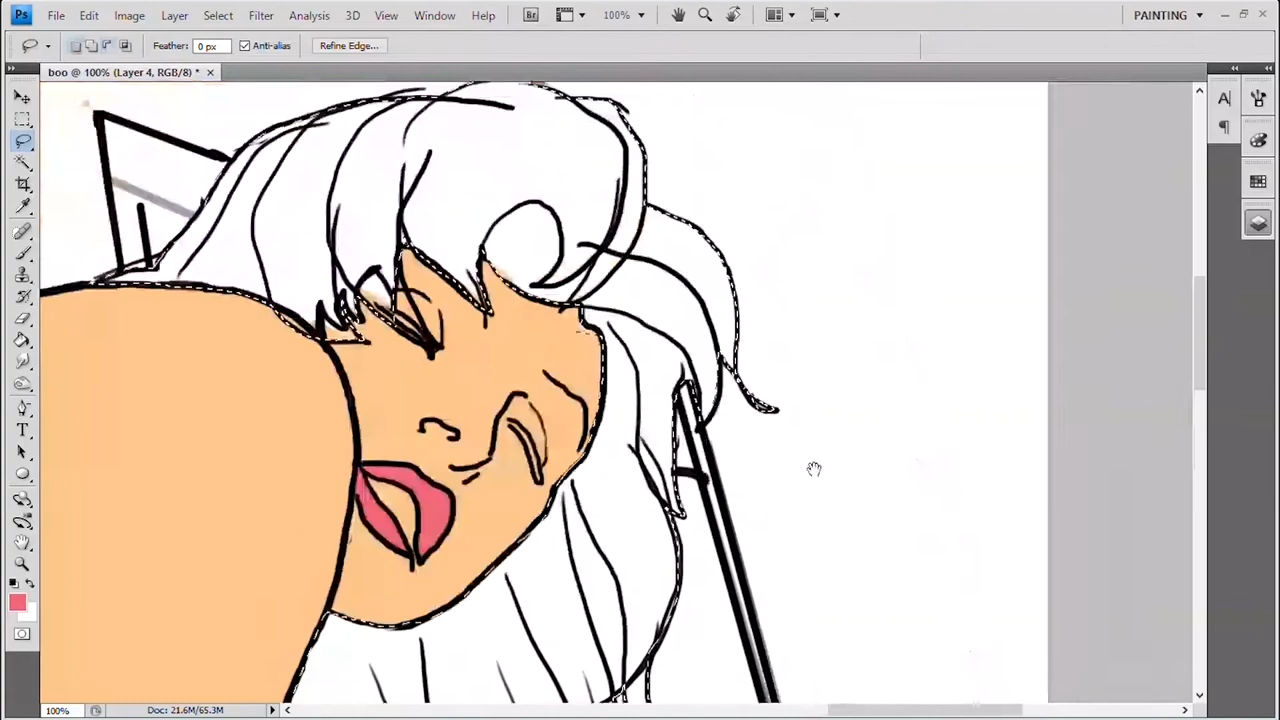 Ps File Edit Image Layer Select Filter Analysis 3D View Window Help Br 100% PAINTING
Feather: 0 px Anti-alias Refine Edge...
boo @ 100% (Layer 4, RGB/8) *
100% Doc: 21.6M/65.3M